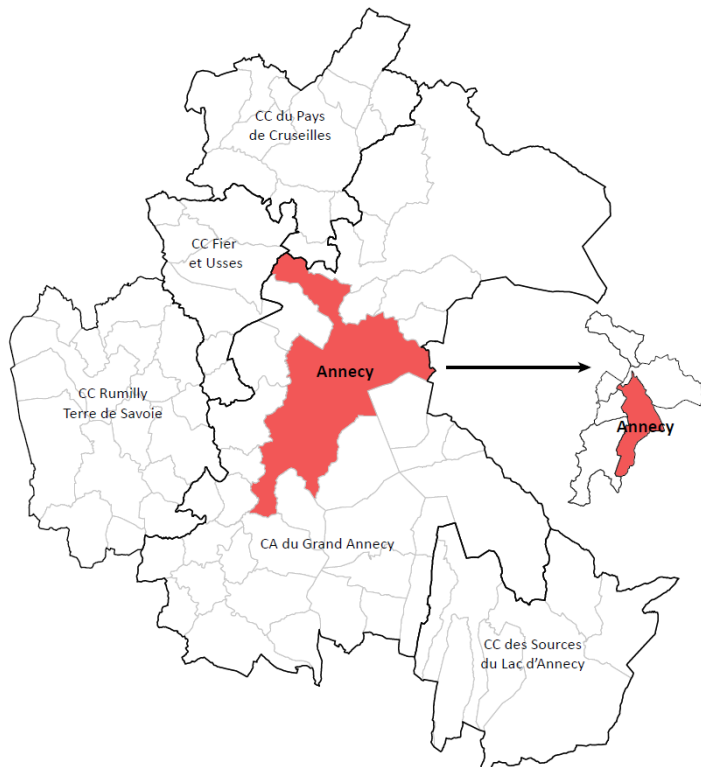 CC du Pays
de Cruseilles
CC Fier
et Usses
Annecy
CC Rumilly
Terre de Savoie
Annecy
CA du Grand Annecy
CC des Sources
du Lac d'Annecy